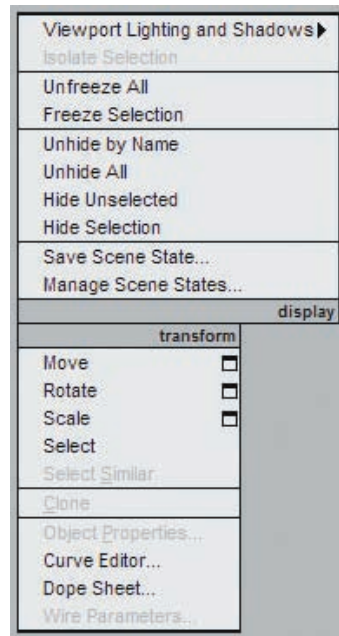 Viewport Lighting and Shadows
Isolate Selection
Unfreeze All
Freeze Selection
Unhide by Name
Unhide All
Hide Unselected
Hide Selection
Save Scene State...
Manage Scene States...
display
transform
Move
Rotate
Scale
Select
Select Similar
Clone
Object Properties...
Curve Editor...
Dope Sheet...
Wire Parameters...